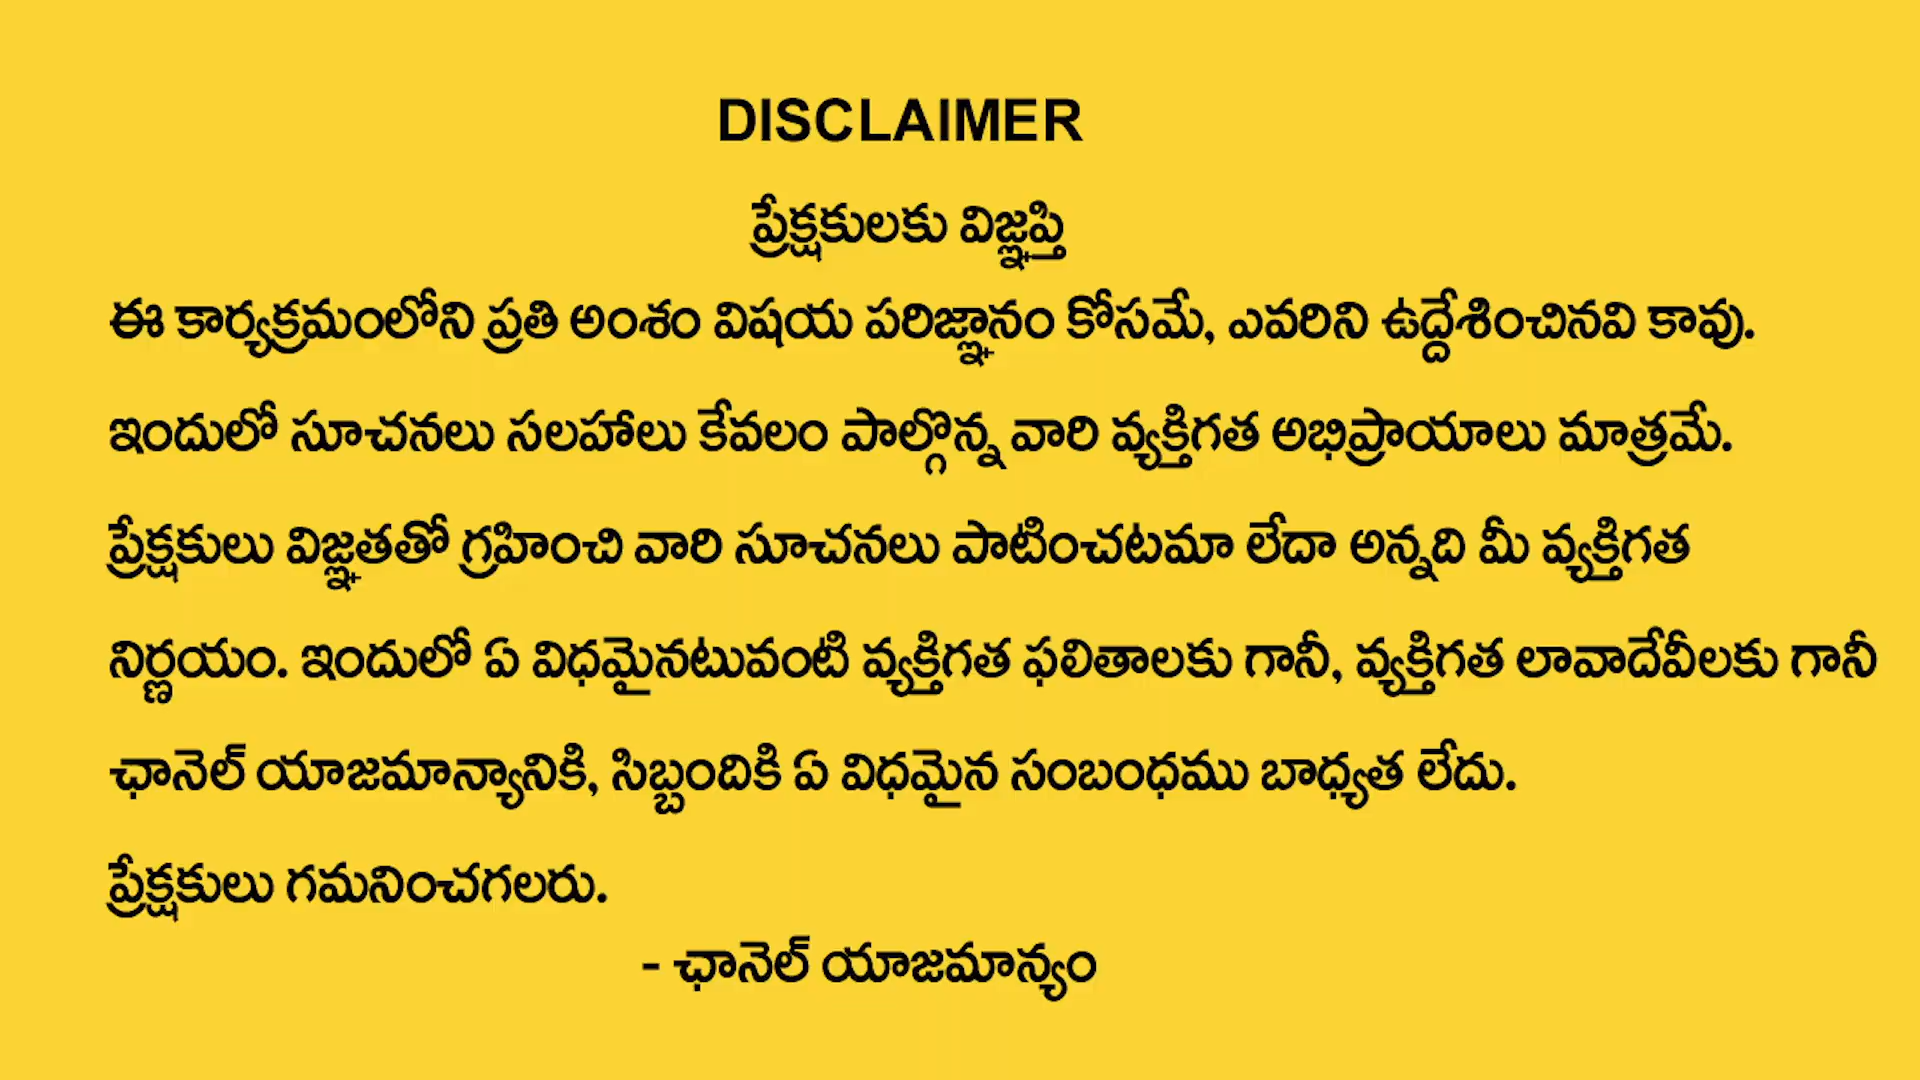 DISCLAIMER
ప్రేక్షకులకు విజ్ఞప్తి
ఈ కార్యక్రమంలోని ప్రతి అంశం విషయ పరిజ్ఞానం కోసమే, ఎవరిని ఉద్దేశించినవి కావు.
ఇందులో సూచనలు సలహాలు కేవలం పాల్గొన్న వారి వ్యక్తిగత అభిప్రాయాలు మాత్రమే.
ప్రేక్షకులు విజ్ఞతతో గ్రహించి వారి సూచనలు పాటించటమా లేదా అన్నది మీ వ్యక్తిగత
నిర్ణయం. ఇందులో ఏ విధమైనటువంటి వ్యక్తిగత ఫలితాలకు గానీ, వ్యక్తిగత లావాదేవీలకు గానీ
ఛానెల్ యాజమాన్యానికి, సిబ్బందికి ఏ విధమైన సంబంధము బాధ్యత లేదు.
ప్రేక్షకులు గమనించగలరు.
- ఛానెల్ యాజమాన్యం